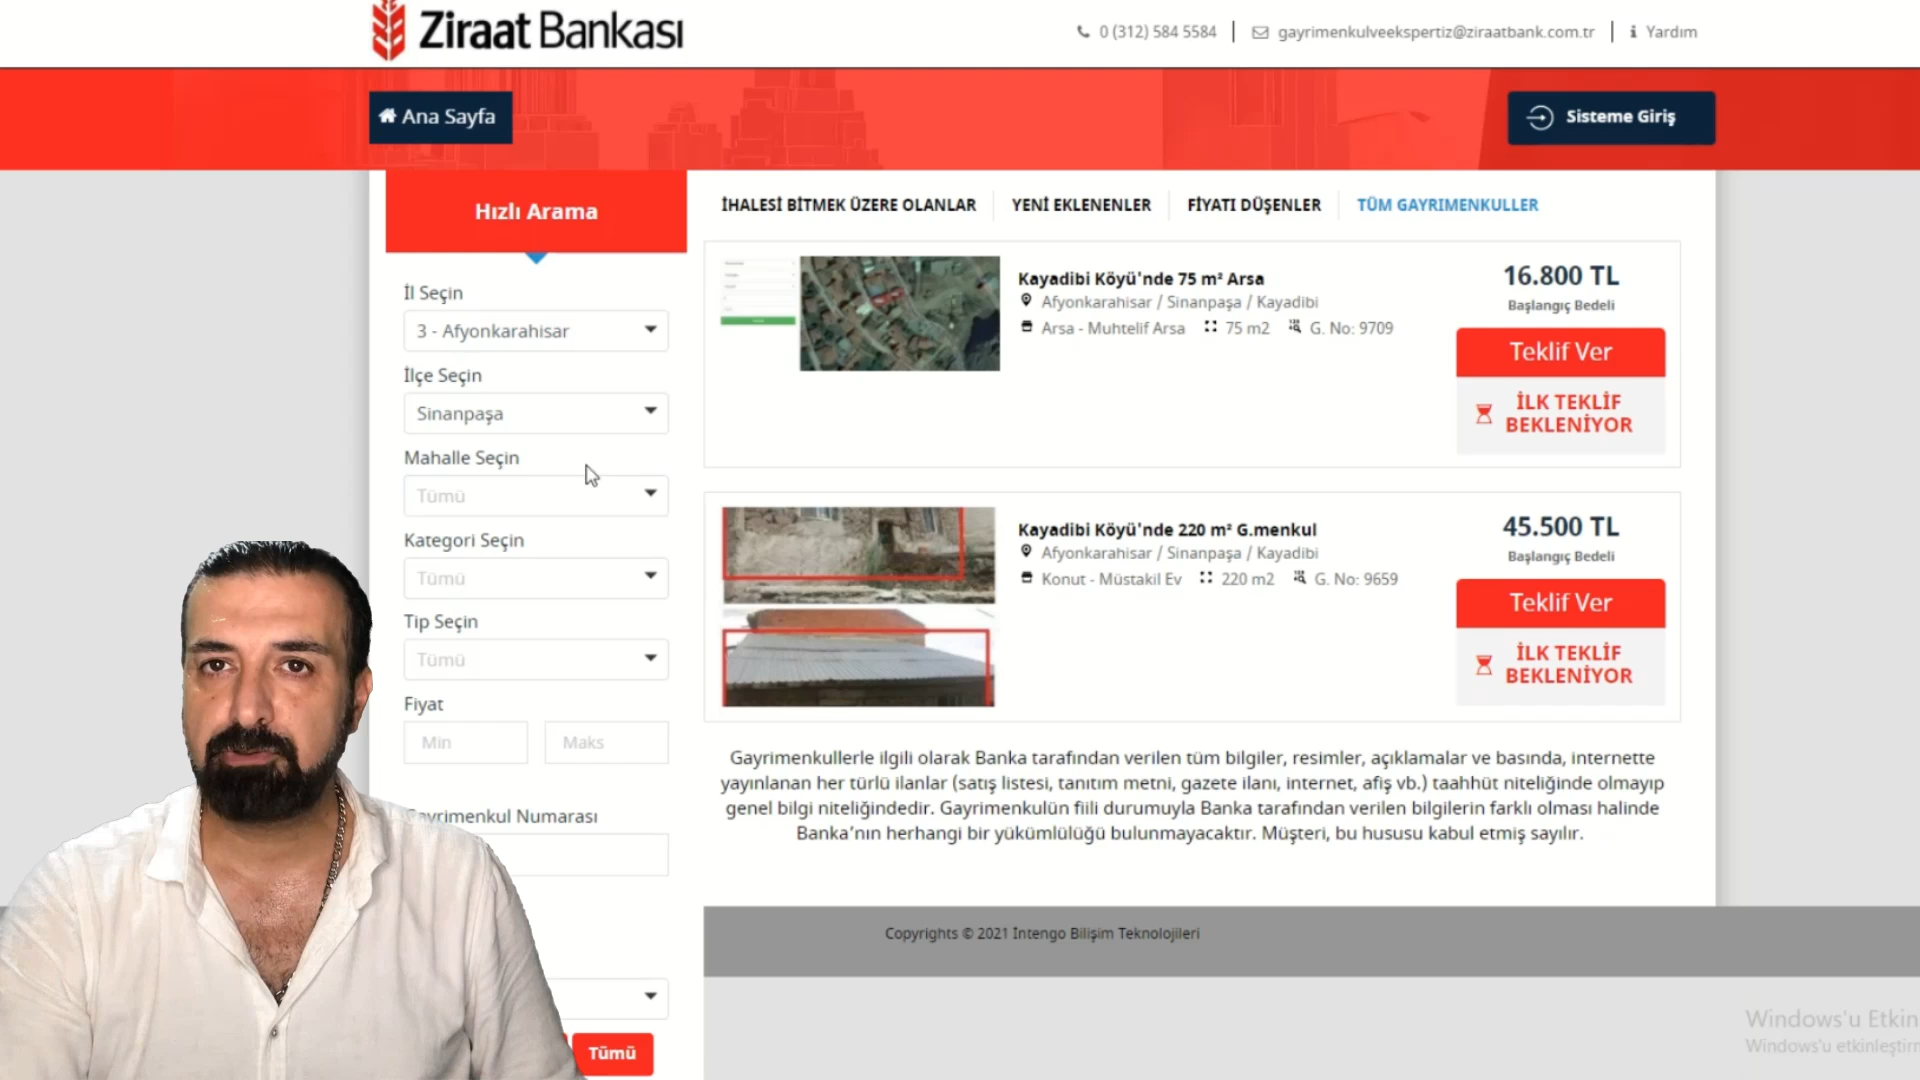 Ziraat Bankası
0 (312) 584 5584
gayrimenkulveekspertiz@ziraatbank.com.tr
Yardım
Ana Sayfa
Sisteme Giriş
Hızlı Arama
İl Seçin
3 - Afyonkarahisar
İlçe Seçin
Sinanpaşa
Mahalle Seçin
Tümü
Kategori Seçin
Tümü
Tip Seçin
Tümü
Fiyat
Min
Maks
Numarası
Tümü
İHALESİ BİTMEK ÜZERE OLANLAR
YENİ EKLENENLER
FİYATI DÜŞENLER
TÜM GAYRIMENKULLER
Kayadibi Köyü'nde 75 m² Arsa
Afyonkarahisar / Sinanpaşa / Kayadibi
Arsa - Muhtelif Arsa 75 m2 G. No: 9709
16.800 TL
Başlangıç Bedeli
Teklif Ver
İLK TEKLİF
BEKLENİYOR
Kayadibi Köyü'nde 220 m² G.menkul
Afyonkarahisar / Sinanpaşa / Kayadibi
Konut - Müstakil Ev 220 m2 G. No: 9659
45.500 TL
Başlangıç Bedeli
Teklif Ver
İLK TEKLİF
BEKLENİYOR
Gayrimenkullerle ilgili olarak Banka tarafından verilen tüm bilgiler, resimler, açıklamalar ve basında, internette
yayınlanan her türlü ilanlar (satış listesi, tanıtım metni, gazete ilanı, internet, afiş vb.) taahhüt niteliğinde olmayıp
genel bilgi niteliğindedir. Gayrimenkulün fiili durumuyla Banka tarafından verilen bilgilerin farklı olması halinde
Banka’nın herhangi bir yükümlülüğü bulunmayacaktır. Müşteri, bu hususu kabul etmiş sayılır.
Copyrights © 2021 İntengo Bilişim Teknolojileri
Windows'u Etkin
Windows'u etkinleştirm